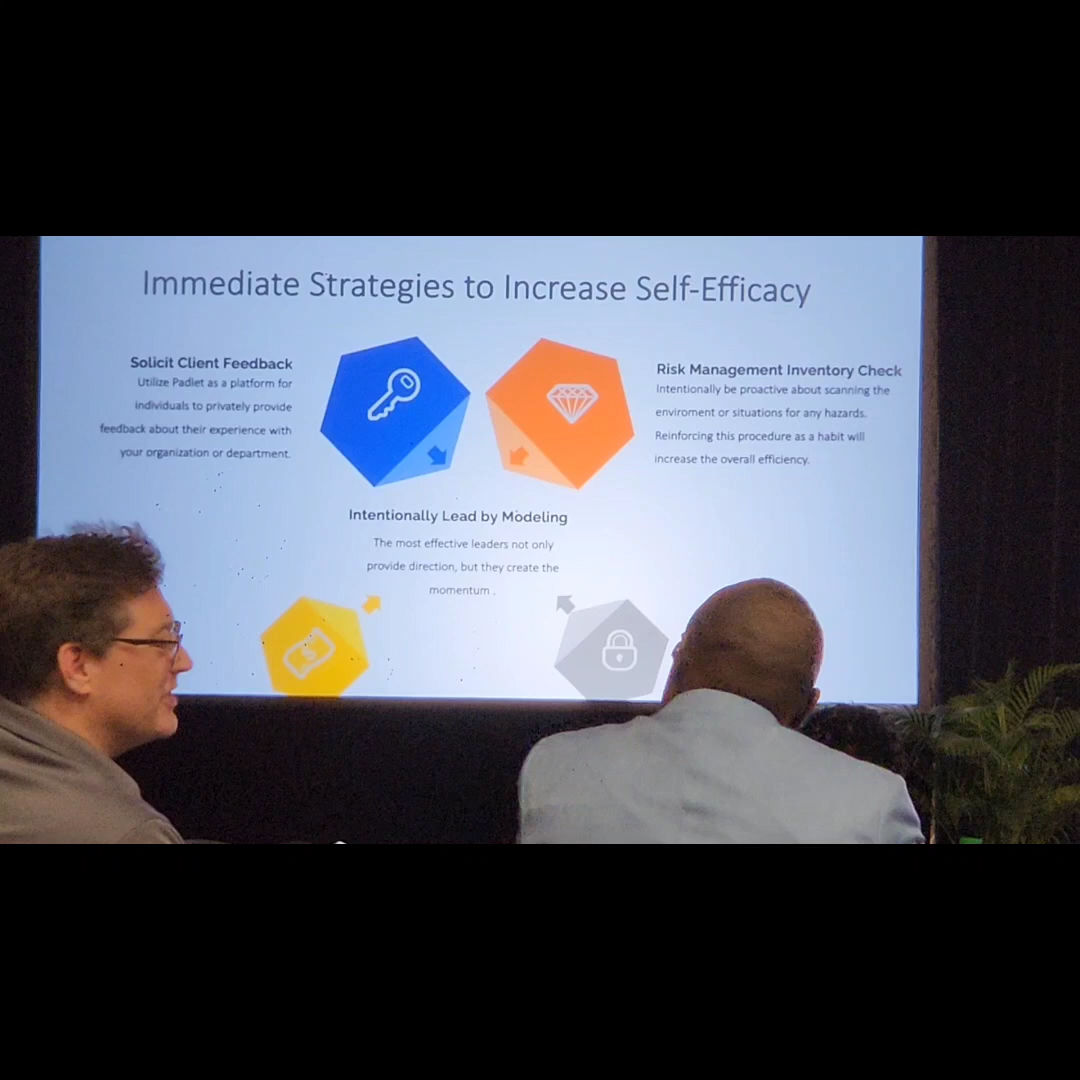 Immediate Strategies to Increase Self-Efficacy
Solicit Client Feedback
Utilize Padlet as a platform for
individuals to privately provide
feedback about their experience with
your organization or department.
Risk Management Inventory Check
Intentionally be proactive about scanning the
enviroment or situations for any hazards.
Reinforcing this procedure as a habit will
increase the overall efficiency.
Intentionally Lead by Modeling
The most effective leaders not only
provide direction, but they create the
momentum .
$